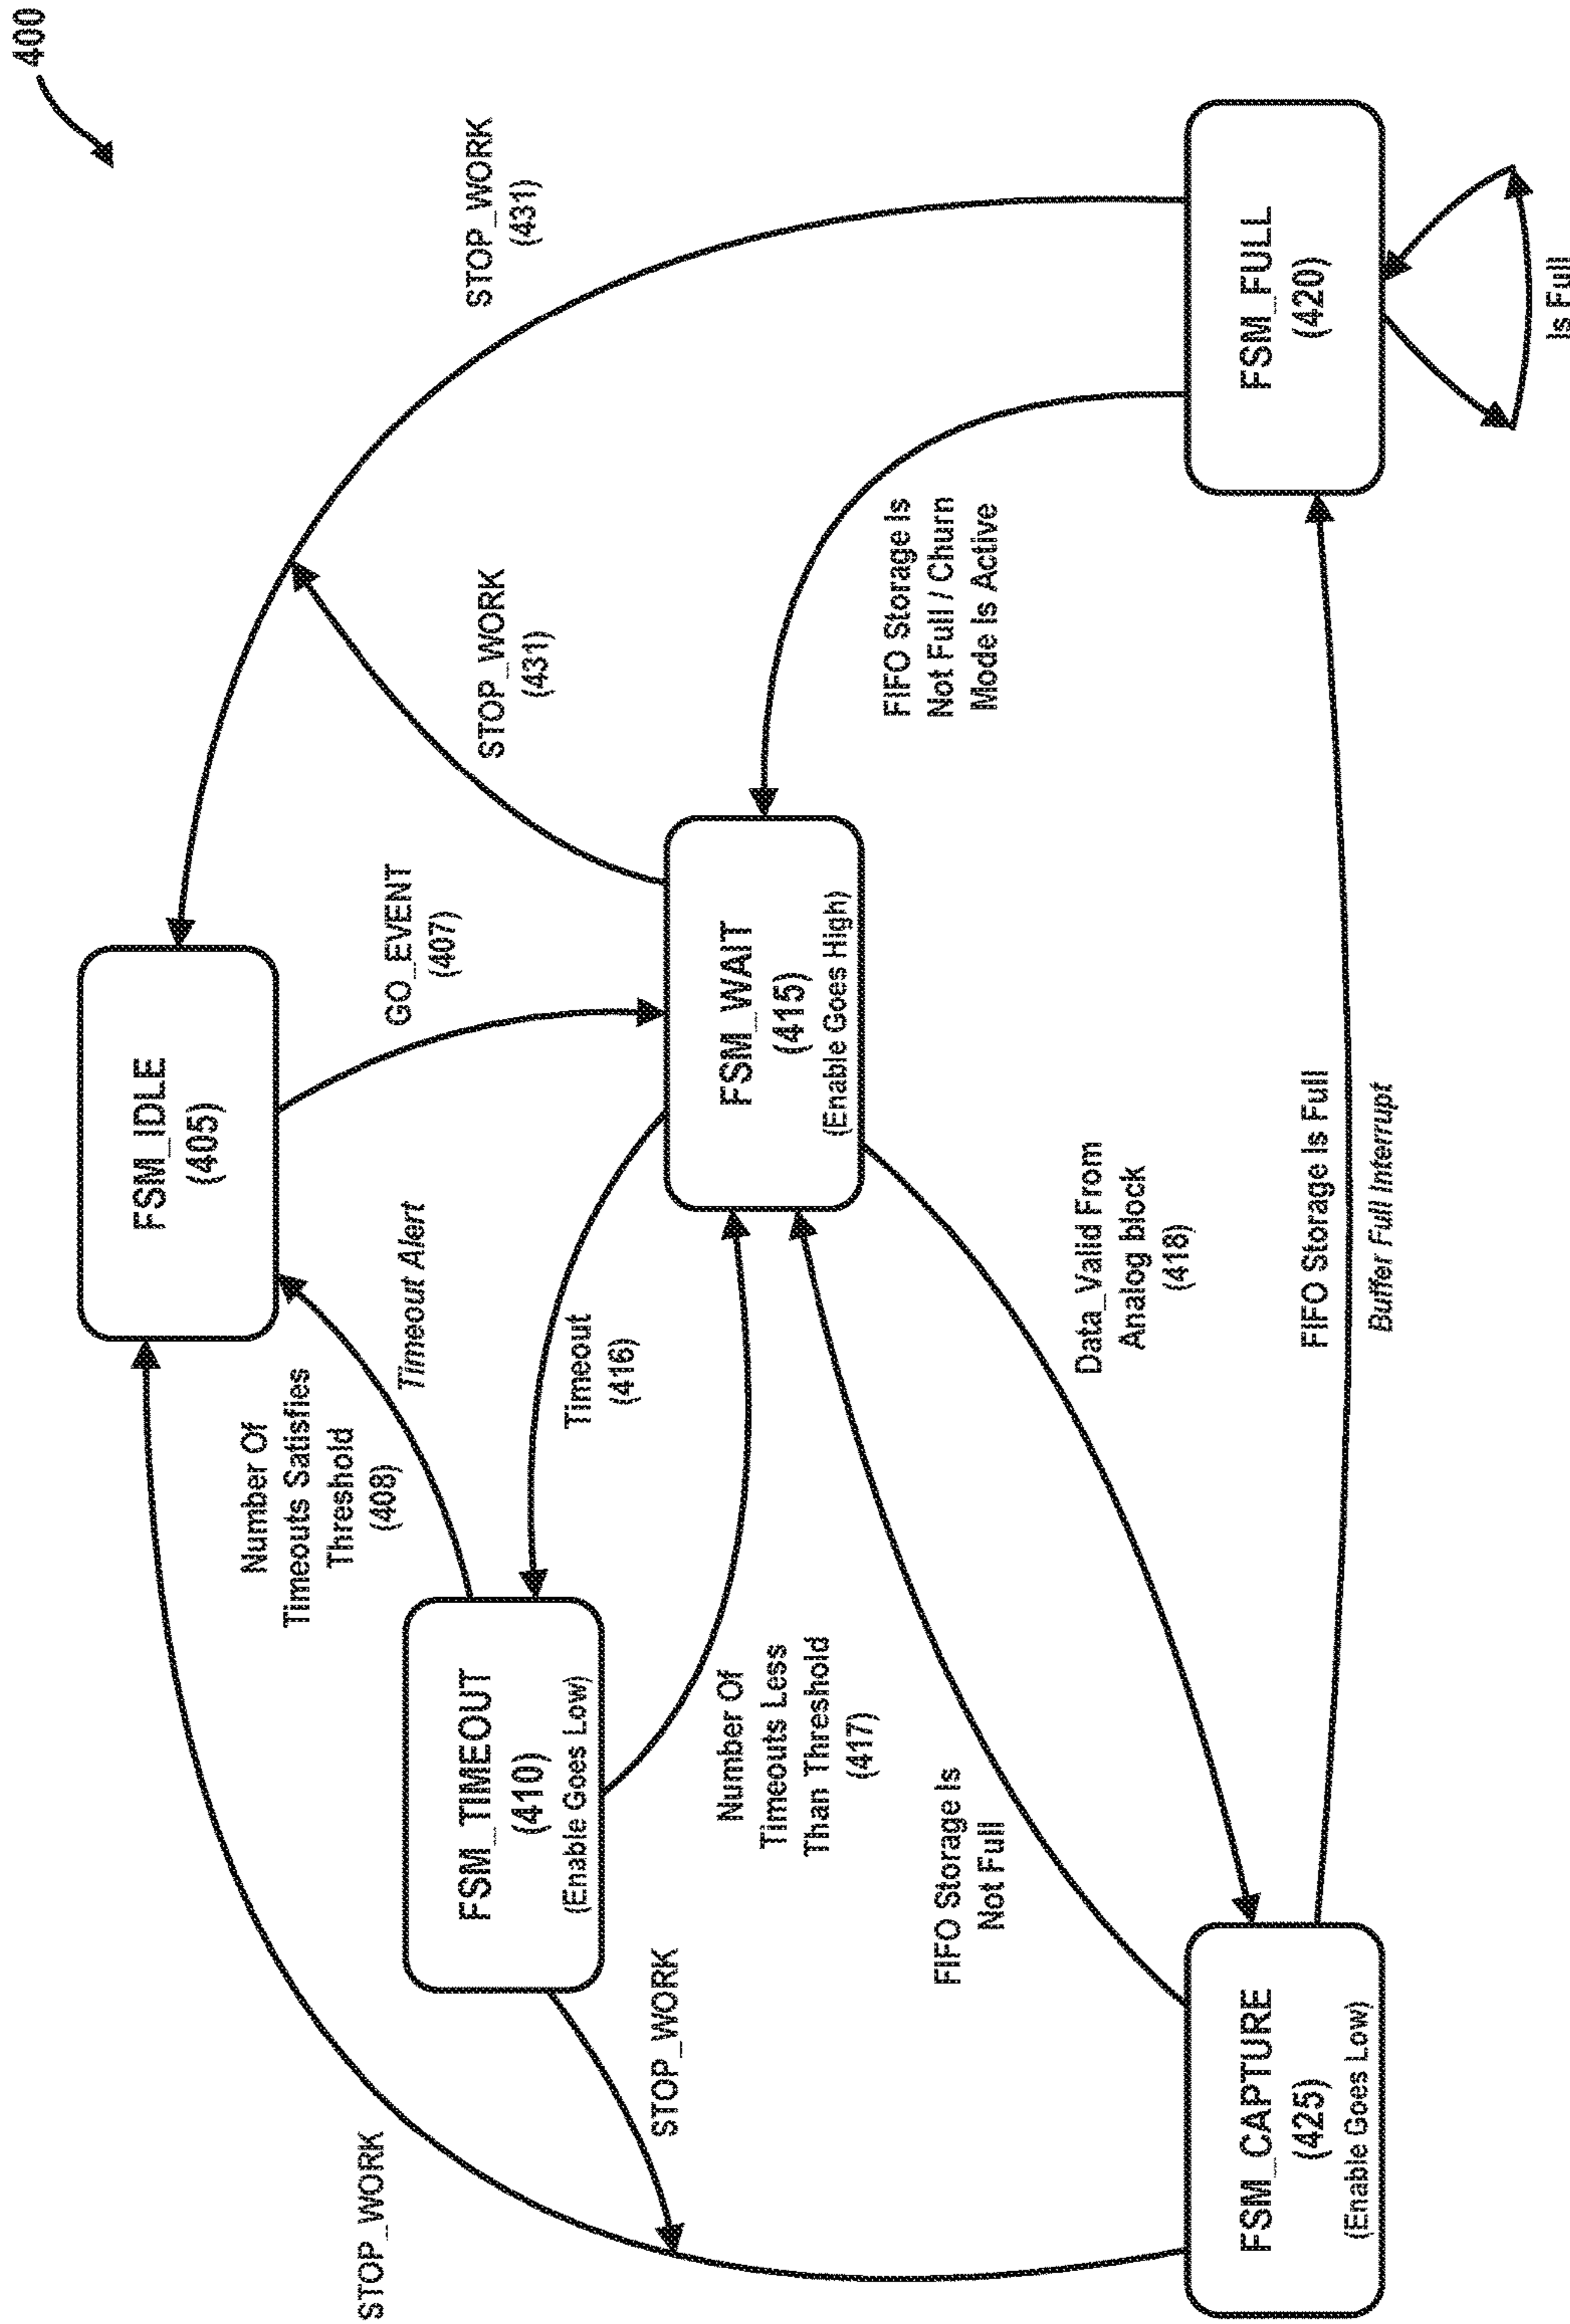 400
FSM_IDLE
(405)
STOP_WORK
(431)
STOP_WORK
(431)
GO_EVENT
(407)
Timeout Alert
Number Of
Timeouts Satisfies
Threshold
(408)
STOP_WORK
FSM_TIMEOUT
(410)
(Enable Goes Low)
Timeout
(416)
FSM_WAIT
(415)
(Enable Goes High)
FIFO Storage Is
Not Full / Churn
Mode Is Active
STOP_WORK
Number Of
Timeouts Less
Than Threshold
(417)
FIFO Storage Is
Not Full
Data_Valid From
Analog block
(418)
FSM_CAPTURE
(425)
(Enable Goes Low)
FIFO Storage Is Full
Buffer Full Interrupt
FSM_FULL
(420)
Is Full